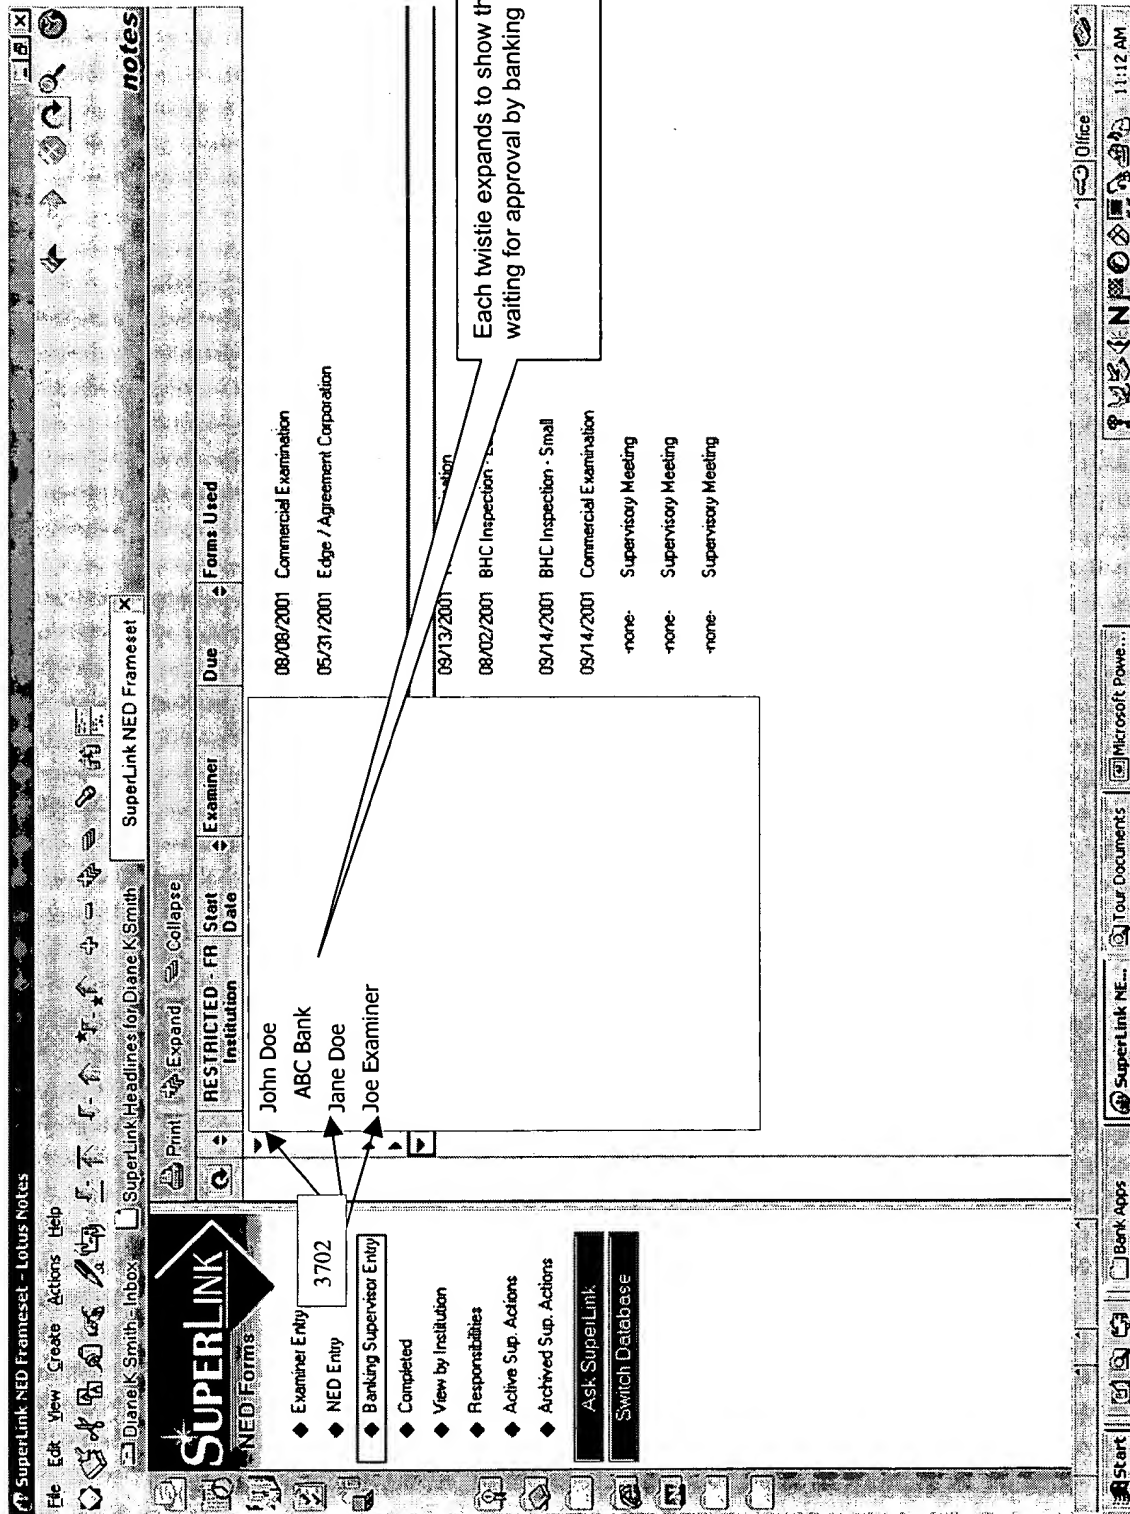 SuperLink NED Frameset - Lotus Notes
File Edit View Create Actions Help
notes
Diane K Smith - Inbox
SuperLink Headlines for Diane K Smith
SuperLink NED Frameset
SUPERLINK
NED Forms
Examiner Entry
NED Entry
Banking Supervisor Entry
Completed
View by Institution
Responsibilities
Active Sup. Actions
Archived Sup. Actions
Ask SuperLink
Switch Database
3702
Print Expand Collapse
RESTRICTED - FR Institution
Start Date
Examiner
Due
Forms Used
John Doe
ABC Bank
Jane Doe
Joe Examiner
08/08/2001 Commercial Examination
05/31/2001 Edge / Agreement Corporation
09/13/2001
08/02/2001 BHC Inspection -
09/14/2001 BHC Inspection - Small
09/14/2001 Commercial Examination
-none- Supervisory Meeting
-none- Supervisory Meeting
-none- Supervisory Meeting
Each twistie expands to show th
waiting for approval by banking
Office
Start
Bank Apps
SuperLink NE...
Tour Documents
Microsoft Powe...
11:12 AM